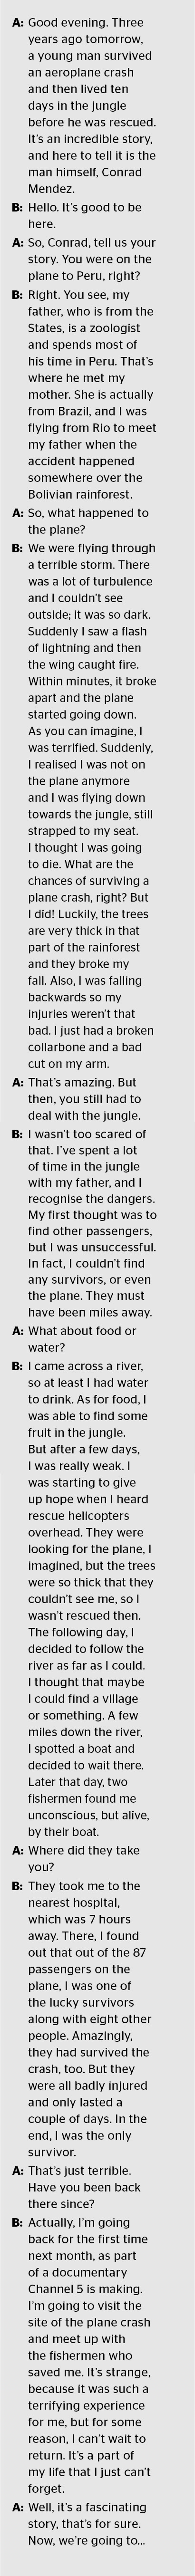 A: Good evening. Three
years ago tomorrow,
a young man survived
an aeroplane crash
and then lived ten
days in the jungle
before he was rescued.
It's an incredible story,
and here to tell it is the
man himself, Conrad
Mendez.
B: Hello. It's good to be
here.
A: So, Conrad, tell us your
story. You were on the
plane to Peru, right?
B: Right. You see, my
father, who is from the
States, is a zoologist
and spends most of
his time in Peru. That's
where he met my
mother. She is actually
from Brazil, and I was
flying from Rio to meet
my father when the
accident happened
somewhere over the
Bolivian rainforest.
A: So, what happened to
the plane?
B: We were flying through
a terrible storm. There
was a lot of turbulence
and I couldn't see
outside; it was so dark.
Suddenly I saw a flash
of lightning and then
the wing caught fire.
Within minutes, it broke
apart and the plane
started going down.
As you can imagine, I
was terrified. Suddenly,
I realised I was not on
the plane anymore
and I was flying down
towards the jungle, still
strapped to my seat.
I thought I was going
to die. What are the
chances of surviving a
plane crash, right? But
I did! Luckily, the trees
are very thick in that
part of the rainforest
and they broke my
fall. Also, I was falling
backwards so my
injuries weren't that
bad. I just had a broken
collarbone and a bad
cut on my arm.
A: That's amazing. But
then, you still had to
deal with the jungle.
B: I wasn't too scared of
that. I've spent a lot
of time in the jungle
with my father, and I
recognise the dangers.
My first thought was to
find other passengers,
but I was unsuccessful.
In fact, I couldn't find
any survivors, or even
the plane. They must
have been miles away.
A: What about food or
water?
B: I came across a river,
so at least I had water
to drink. As for food, I
was able to find some
fruit in the jungle.
But after a few days,
I was really weak. I
was starting to give
up hope when I heard
rescue helicopters
overhead. They were
looking for the plane, I
imagined, but the trees
were so thick that they
couldn't see me, so I
wasn't rescued then.
The following day, I
decided to follow the
river as far as I could.
I thought that maybe
I could find a village
or something. A few
miles down the river,
I spotted a boat and
decided to wait there.
Later that day, two
fishermen found me
unconscious, but alive,
by their boat.
A: Where did they take
you?
B: They took me to the
nearest hospital,
which was 7 hours
away. There, I found
out that out of the 87
passengers on the
plane, I was one of
the lucky survivors
along with eight other
people. Amazingly,
they had survived the
crash, too. But they
were all badly injured
and only lasted a
couple of days. In the
end, I was the only
survivor.
A: That's just terrible.
Have you been back
there since?
B: Actually, I'm going
back for the first time
next month, as part
of a documentary
Channel 5 is making.
I'm going to visit the
site of the plane crash
and meet up with
the fishermen who
saved me. It's strange,
because it was such a
terrifying experience
for me, but for some
reason, I can't wait to
return. It's a part of
my life that I just can't
forget.
A: Well, it's a fascinating
story, that's for sure.
Now, we're going to...